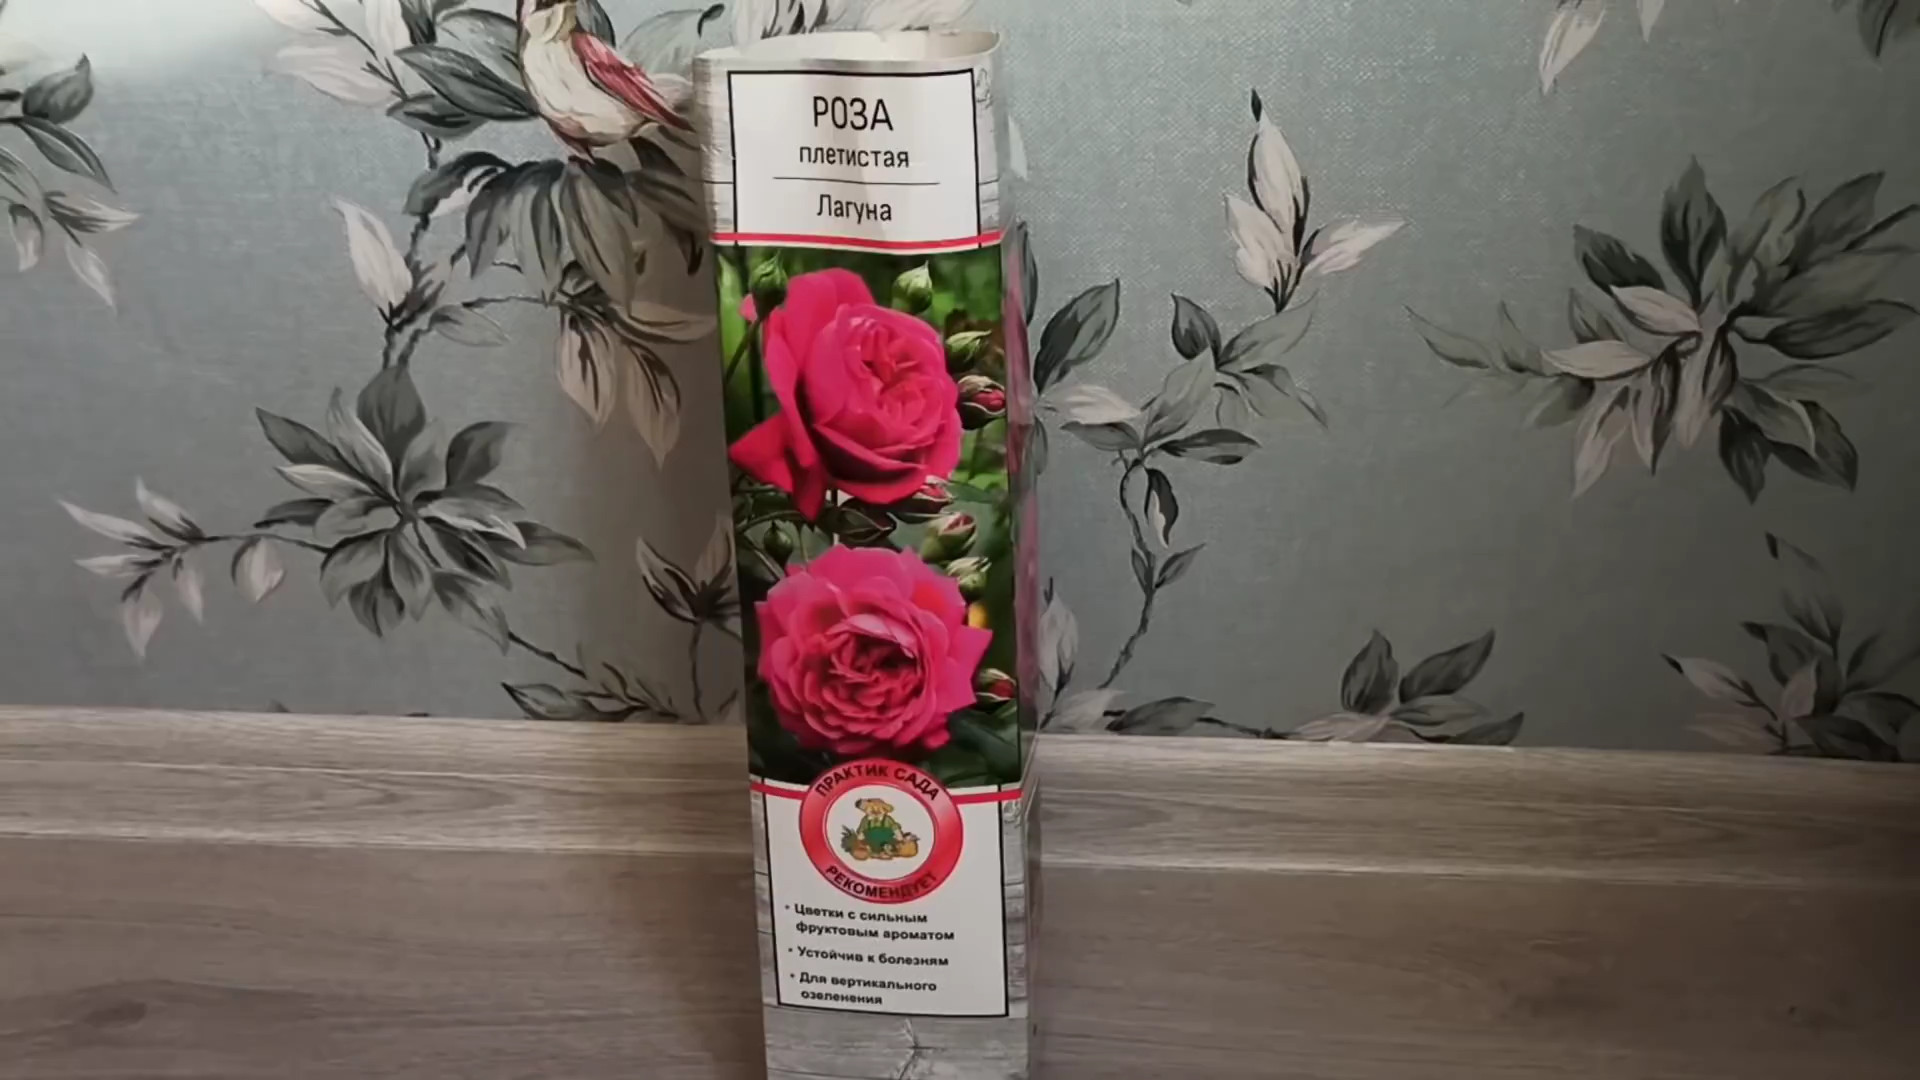 РОЗА
плетистая
Лагуна
ПРАКТИК САДА
РЕКОМЕНДУЕТ
• Цветки с сильным
фруктовым ароматом
• Устойчив к болезням
• Для вертикального
озеленения